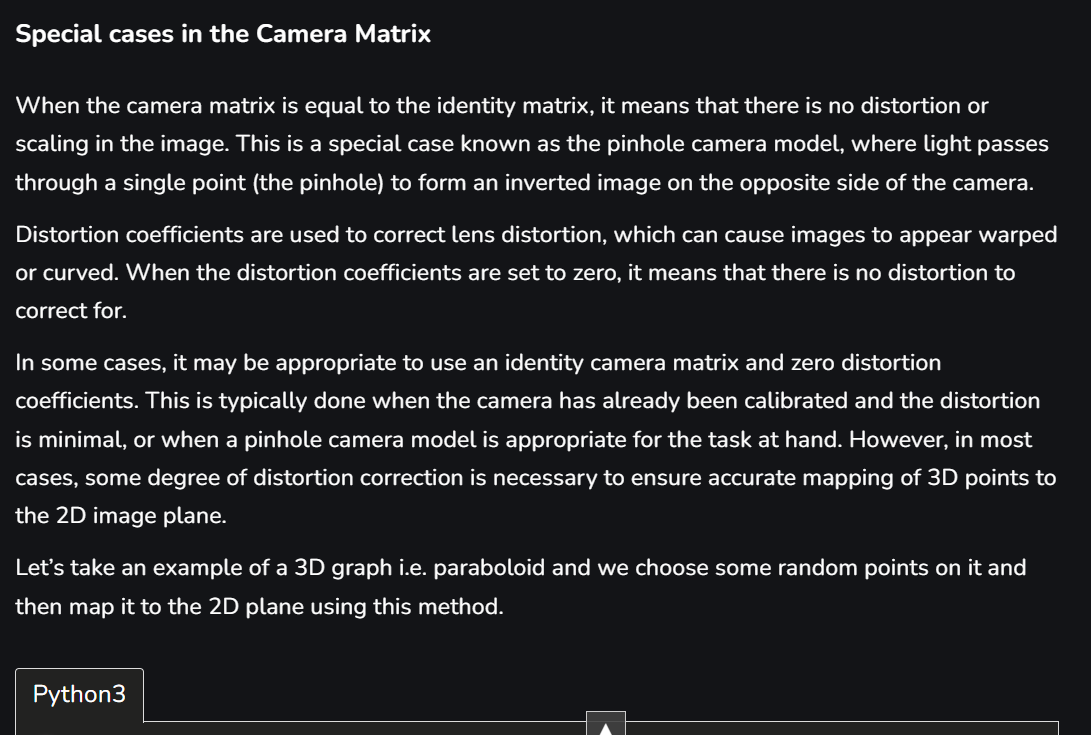 Special cases in the Camera Matrix
When the camera matrix is equal to the identity matrix, it means that there is no distortion or
scaling in the image. This is a special case known as the pinhole camera model, where light passes
through a single point (the pinhole) to form an inverted image on the opposite side of the camera.
Distortion coefficients are used to correct lens distortion, which can cause images to appear warped
or curved. When the distortion coefficients are set to zero, it means that there is no distortion to
correct for.
In some cases, it may be appropriate to use an identity camera matrix and zero distortion
coefficients. This is typically done when the camera has already been calibrated and the distortion
is minimal, or when a pinhole camera model is appropriate for the task at hand. However, in most
cases, some degree of distortion correction is necessary to ensure accurate mapping of 3D points to
the 2D image plane.
Let’s take an example of a 3D graph i.e. paraboloid and we choose some random points on it and
then map it to the 2D plane using this method.
Python3